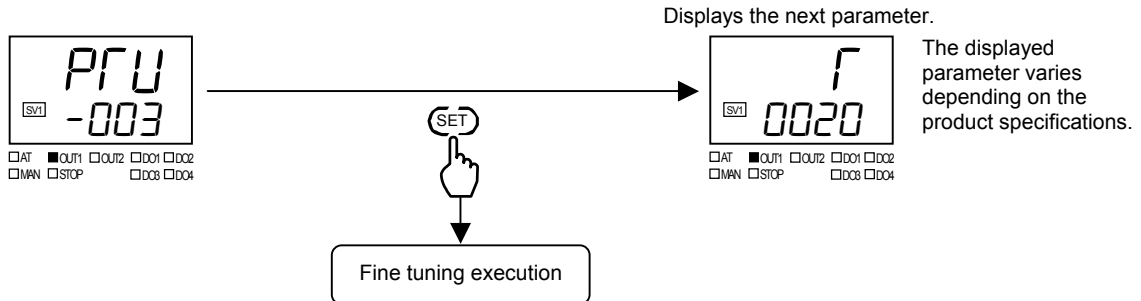 Displays the next parameter.
PTU
SV1
-003
□AT ■OUT1 □OUT2 □DO1 □DO2
□MAN □STOP □DO3 □DO4
SET
T
SV1
0020
□AT ■OUT1 □OUT2 □DO1 □DO2
□MAN □STOP □DO3 □DO4
The displayed
parameter varies
depending on the
product specifications.
Fine tuning execution